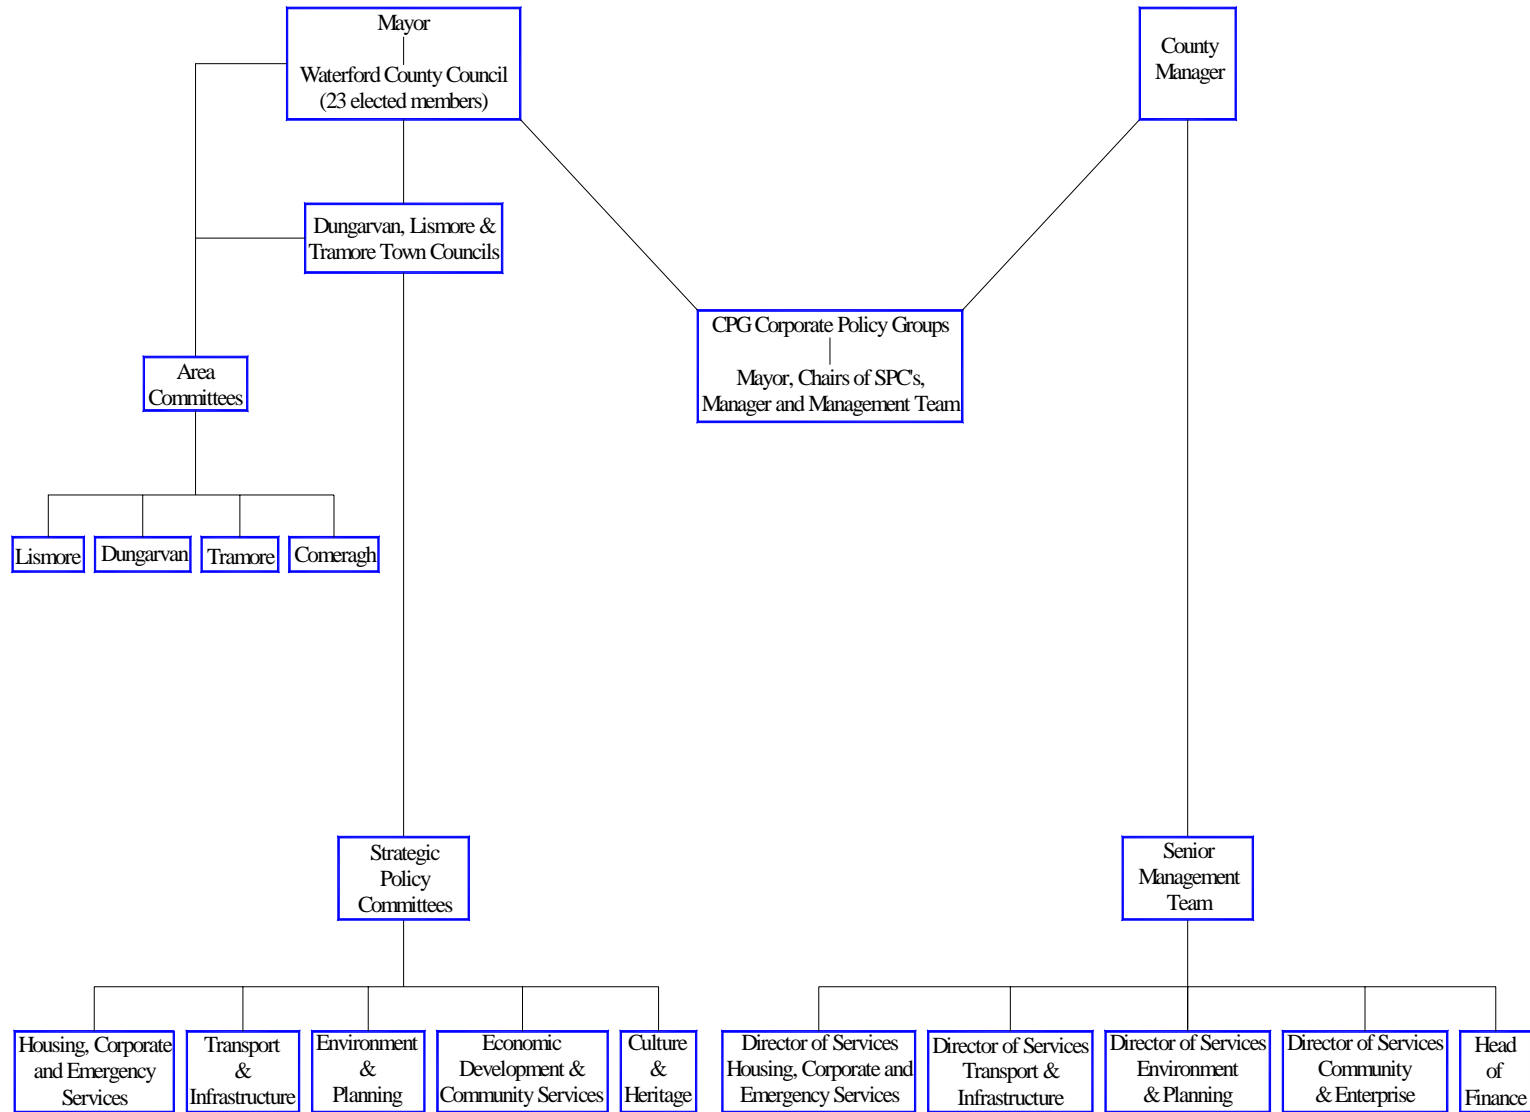 Mayor
Waterford County Council
(23 elected members)
County
Manager
Dungarvan, Lismore &
Tramore Town Councils
CPG Corporate Policy Groups
Mayor, Chairs of SPC's,
Manager and Management Team
Area
Committees
Lismore
Dungarvan
Tramore
Comeragh
Strategic
Policy
Committees
Senior
Management
Team
Housing, Corporate
and Emergency
Services
Transport
&
Infrastructure
Environment
&
Planning
Economic
Development &
Community Services
Culture
&
Heritage
Director of Services
Housing, Corporate and
Emergency Services
Director of Services
Transport &
Infrastructure
Director of Services
Environment
& Planning
Director of Services
Community
& Enterprise
Head
of
Finance